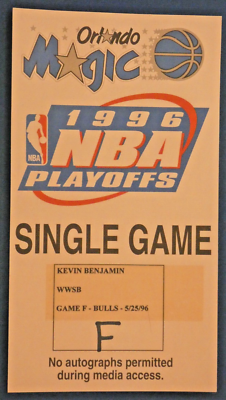 Orlando
Magic
1996
NBA
NBA
PLAYOFFS
SINGLE GAME
KEVIN BENJAMIN
WWSB
GAME F - BULLS - 5/25/96
F
No autographs permitted
during media access.